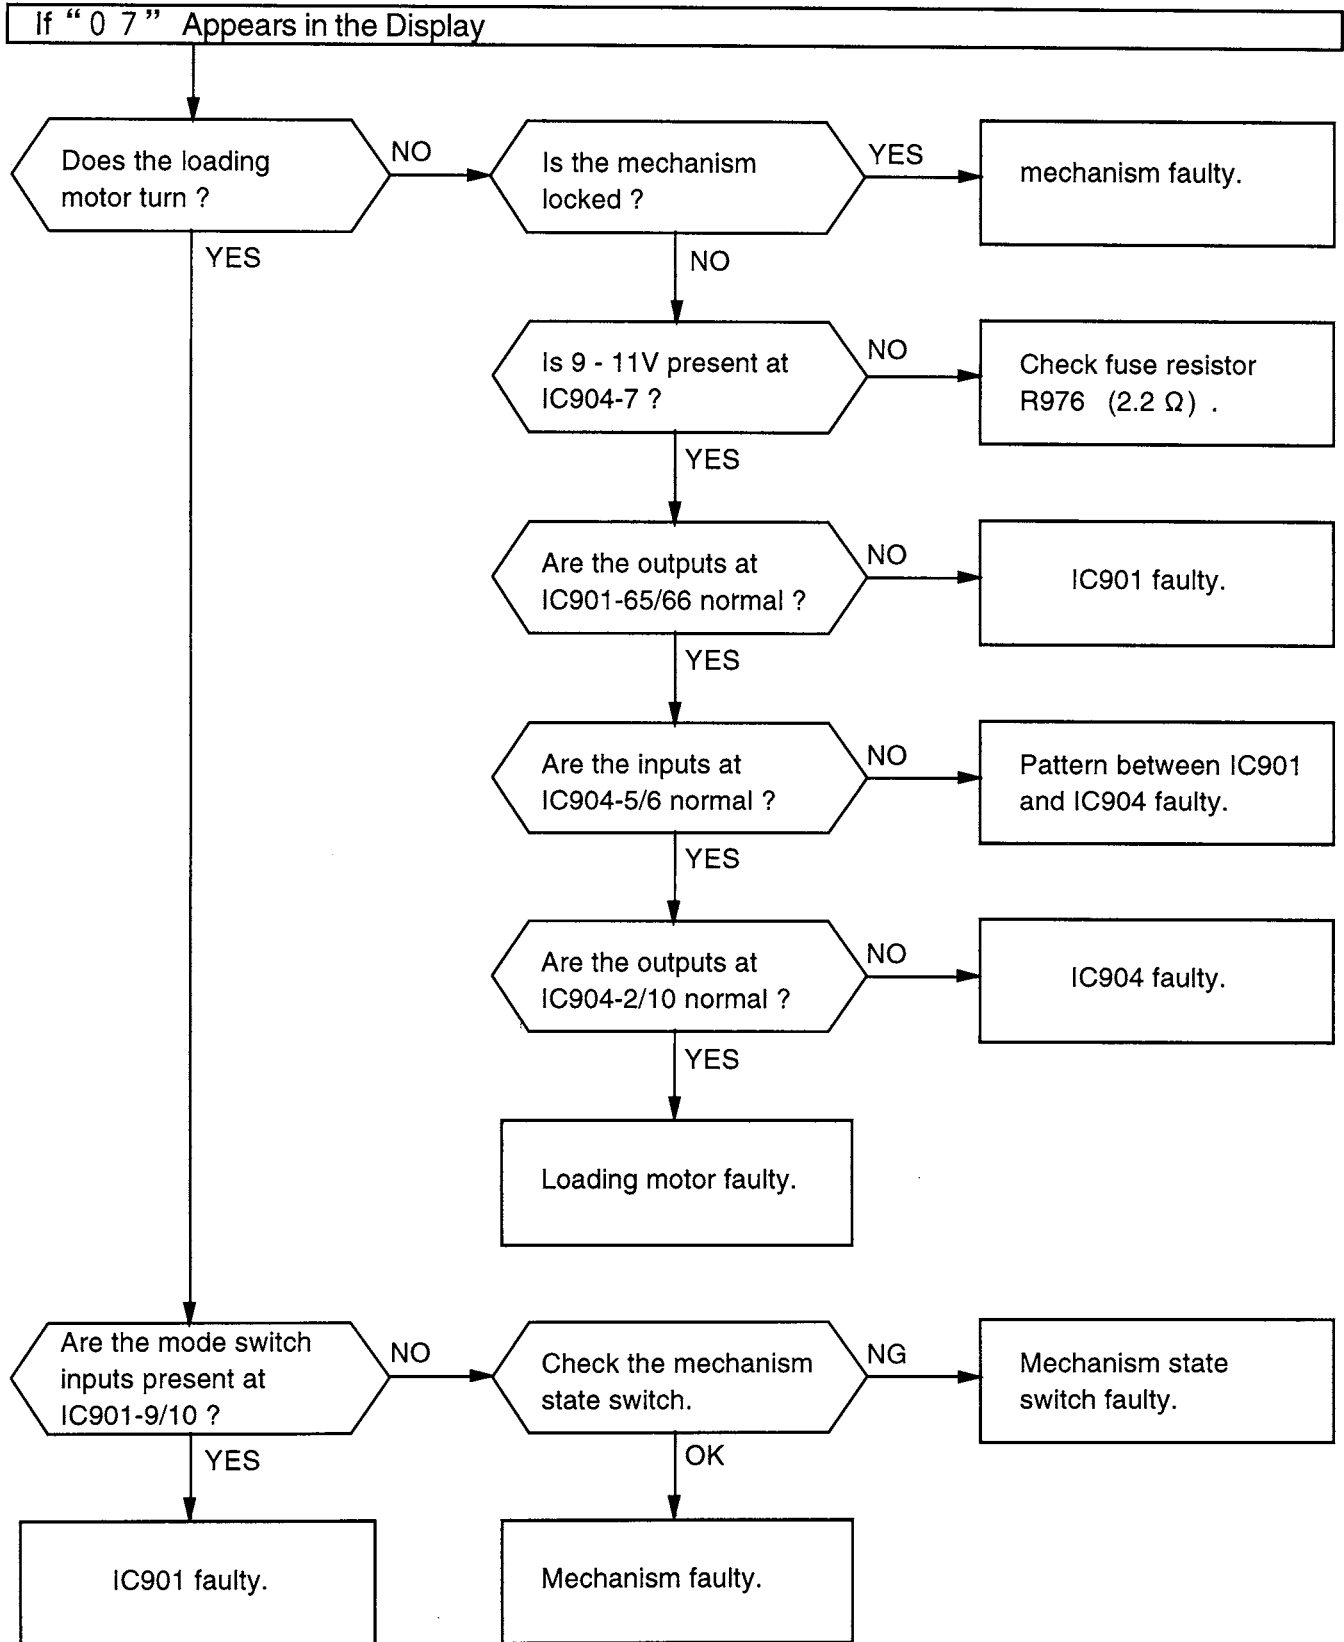 If “ 0 7 ” Appears in the Display
Does the loading
motor turn ?
NO
Is the mechanism
locked ?
YES
mechanism faulty.
YES
NO
Is 9 - 11V present at
IC904-7 ?
NO
Check fuse resistor
R976 (2.2 Ω) .
YES
Are the outputs at
IC901-65/66 normal ?
NO
IC901 faulty.
YES
Are the inputs at
IC904-5/6 normal ?
NO
Pattern between IC901
and IC904 faulty.
YES
Are the outputs at
IC904-2/10 normal ?
NO
IC904 faulty.
YES
Loading motor faulty.
Are the mode switch
inputs present at
IC901-9/10 ?
NO
Check the mechanism
state switch.
NG
Mechanism state
switch faulty.
YES
OK
IC901 faulty.
Mechanism faulty.